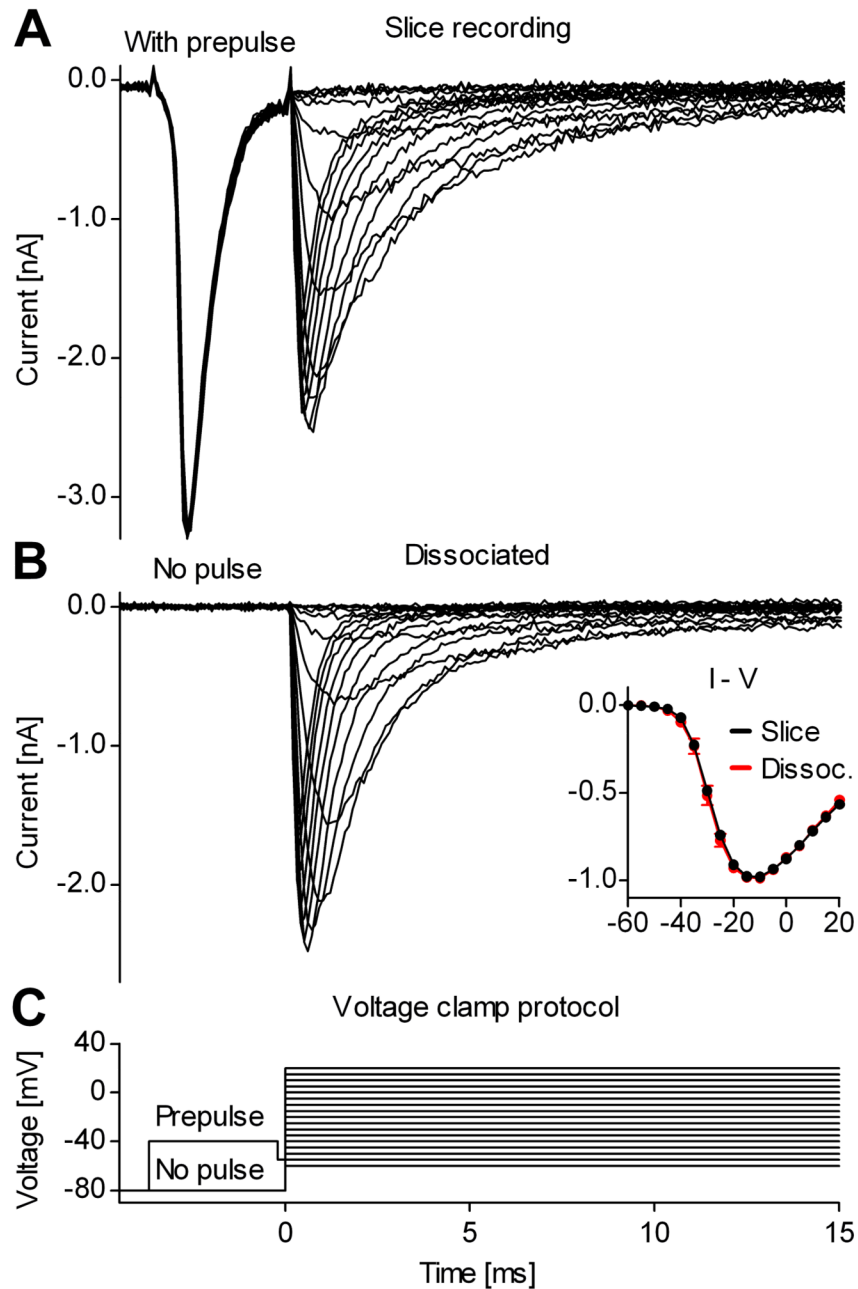 A
Slice recording
With prepulse
0.0
-1.0
-2.0
-3.0
Current [nA]
B
Dissociated
No pulse
0.0
-1.0
-2.0
Current [nA]
I - V
0.0
-0.5
-1.0
Slice
Dissoc.
-60 -40 -20 0 20
C
Voltage clamp protocol
40
0
-40
-80
Voltage [mV]
Prepulse
No pulse
0 5 10 15
Time [ms]